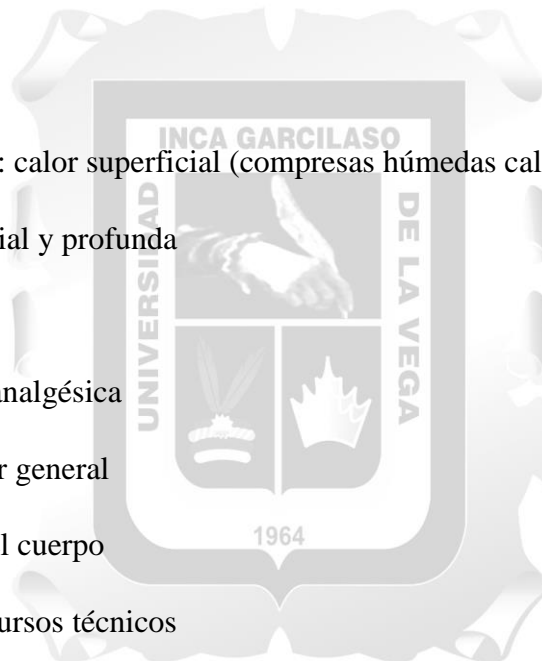 INCA GARCILASO
: calor superficial (compresas húmedas cal
DE LA VEGA
ial y profunda
UNIVERSIDAD
analgésica
r general
1964
l cuerpo
ursos técnicos